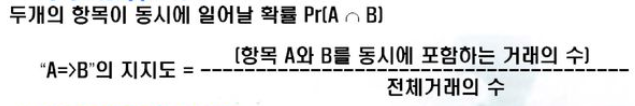 두개의 항목이 동시에 일어날 확률 Pr(A ∩ B)
(항목 A와 B를 동시에 포함하는 거래의 수)
“A=>B”의 지지도 = ------------------------------------
전체거래의 수